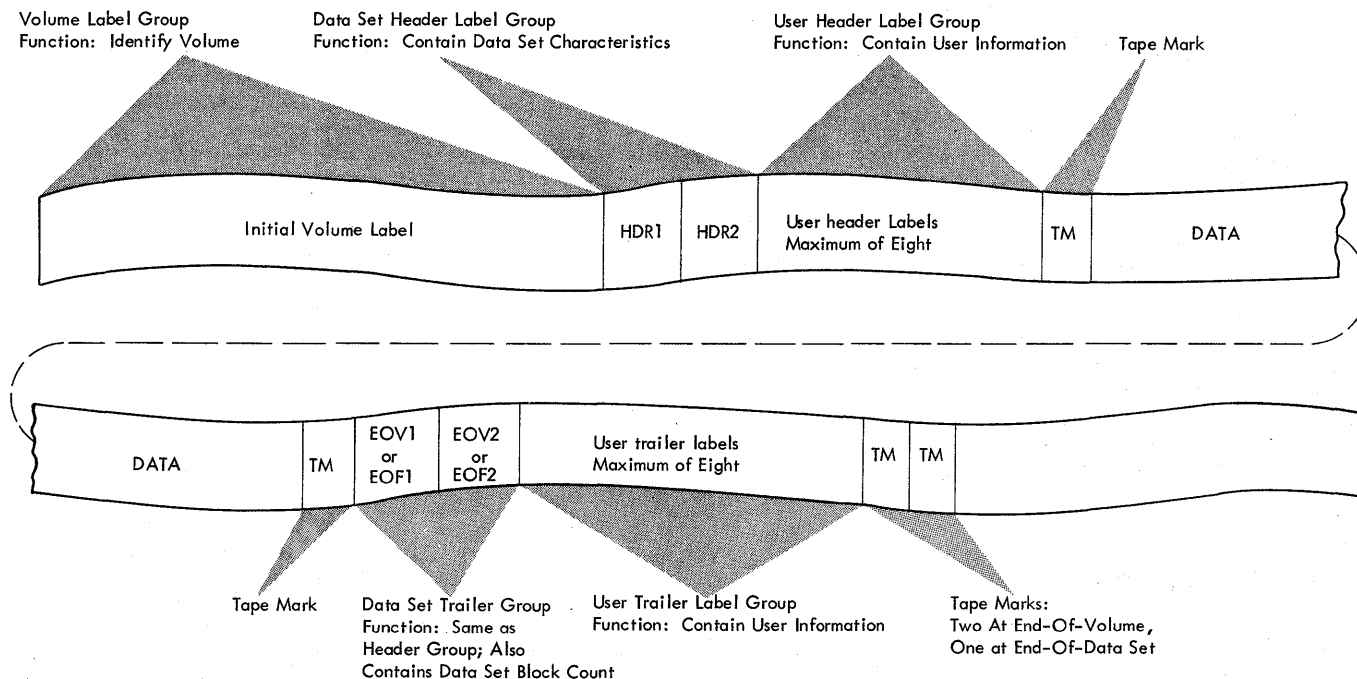 Volume Label Group
Function: Identify Volume
Data Set Header Label Group
Function: Contain Data Set Characteristics
User Header Label Group
Function: Contain User Information
Tape Mark
Initial Volume Label
HDR1
HDR2
User header Labels
Maximum of Eight
TM
DATA
DATA
TM
EOV1
or
EOF1
EOV2
or
EOF2
User trailer labels
Maximum of Eight
TM
TM
Tape Mark
Data Set Trailer Group
Function: Same as
Header Group; Also
Contains Data Set Block Count
User Trailer Label Group
Function: Contain User Information
Tape Marks:
Two At End-Of-Volume,
One at End-Of-Data Set